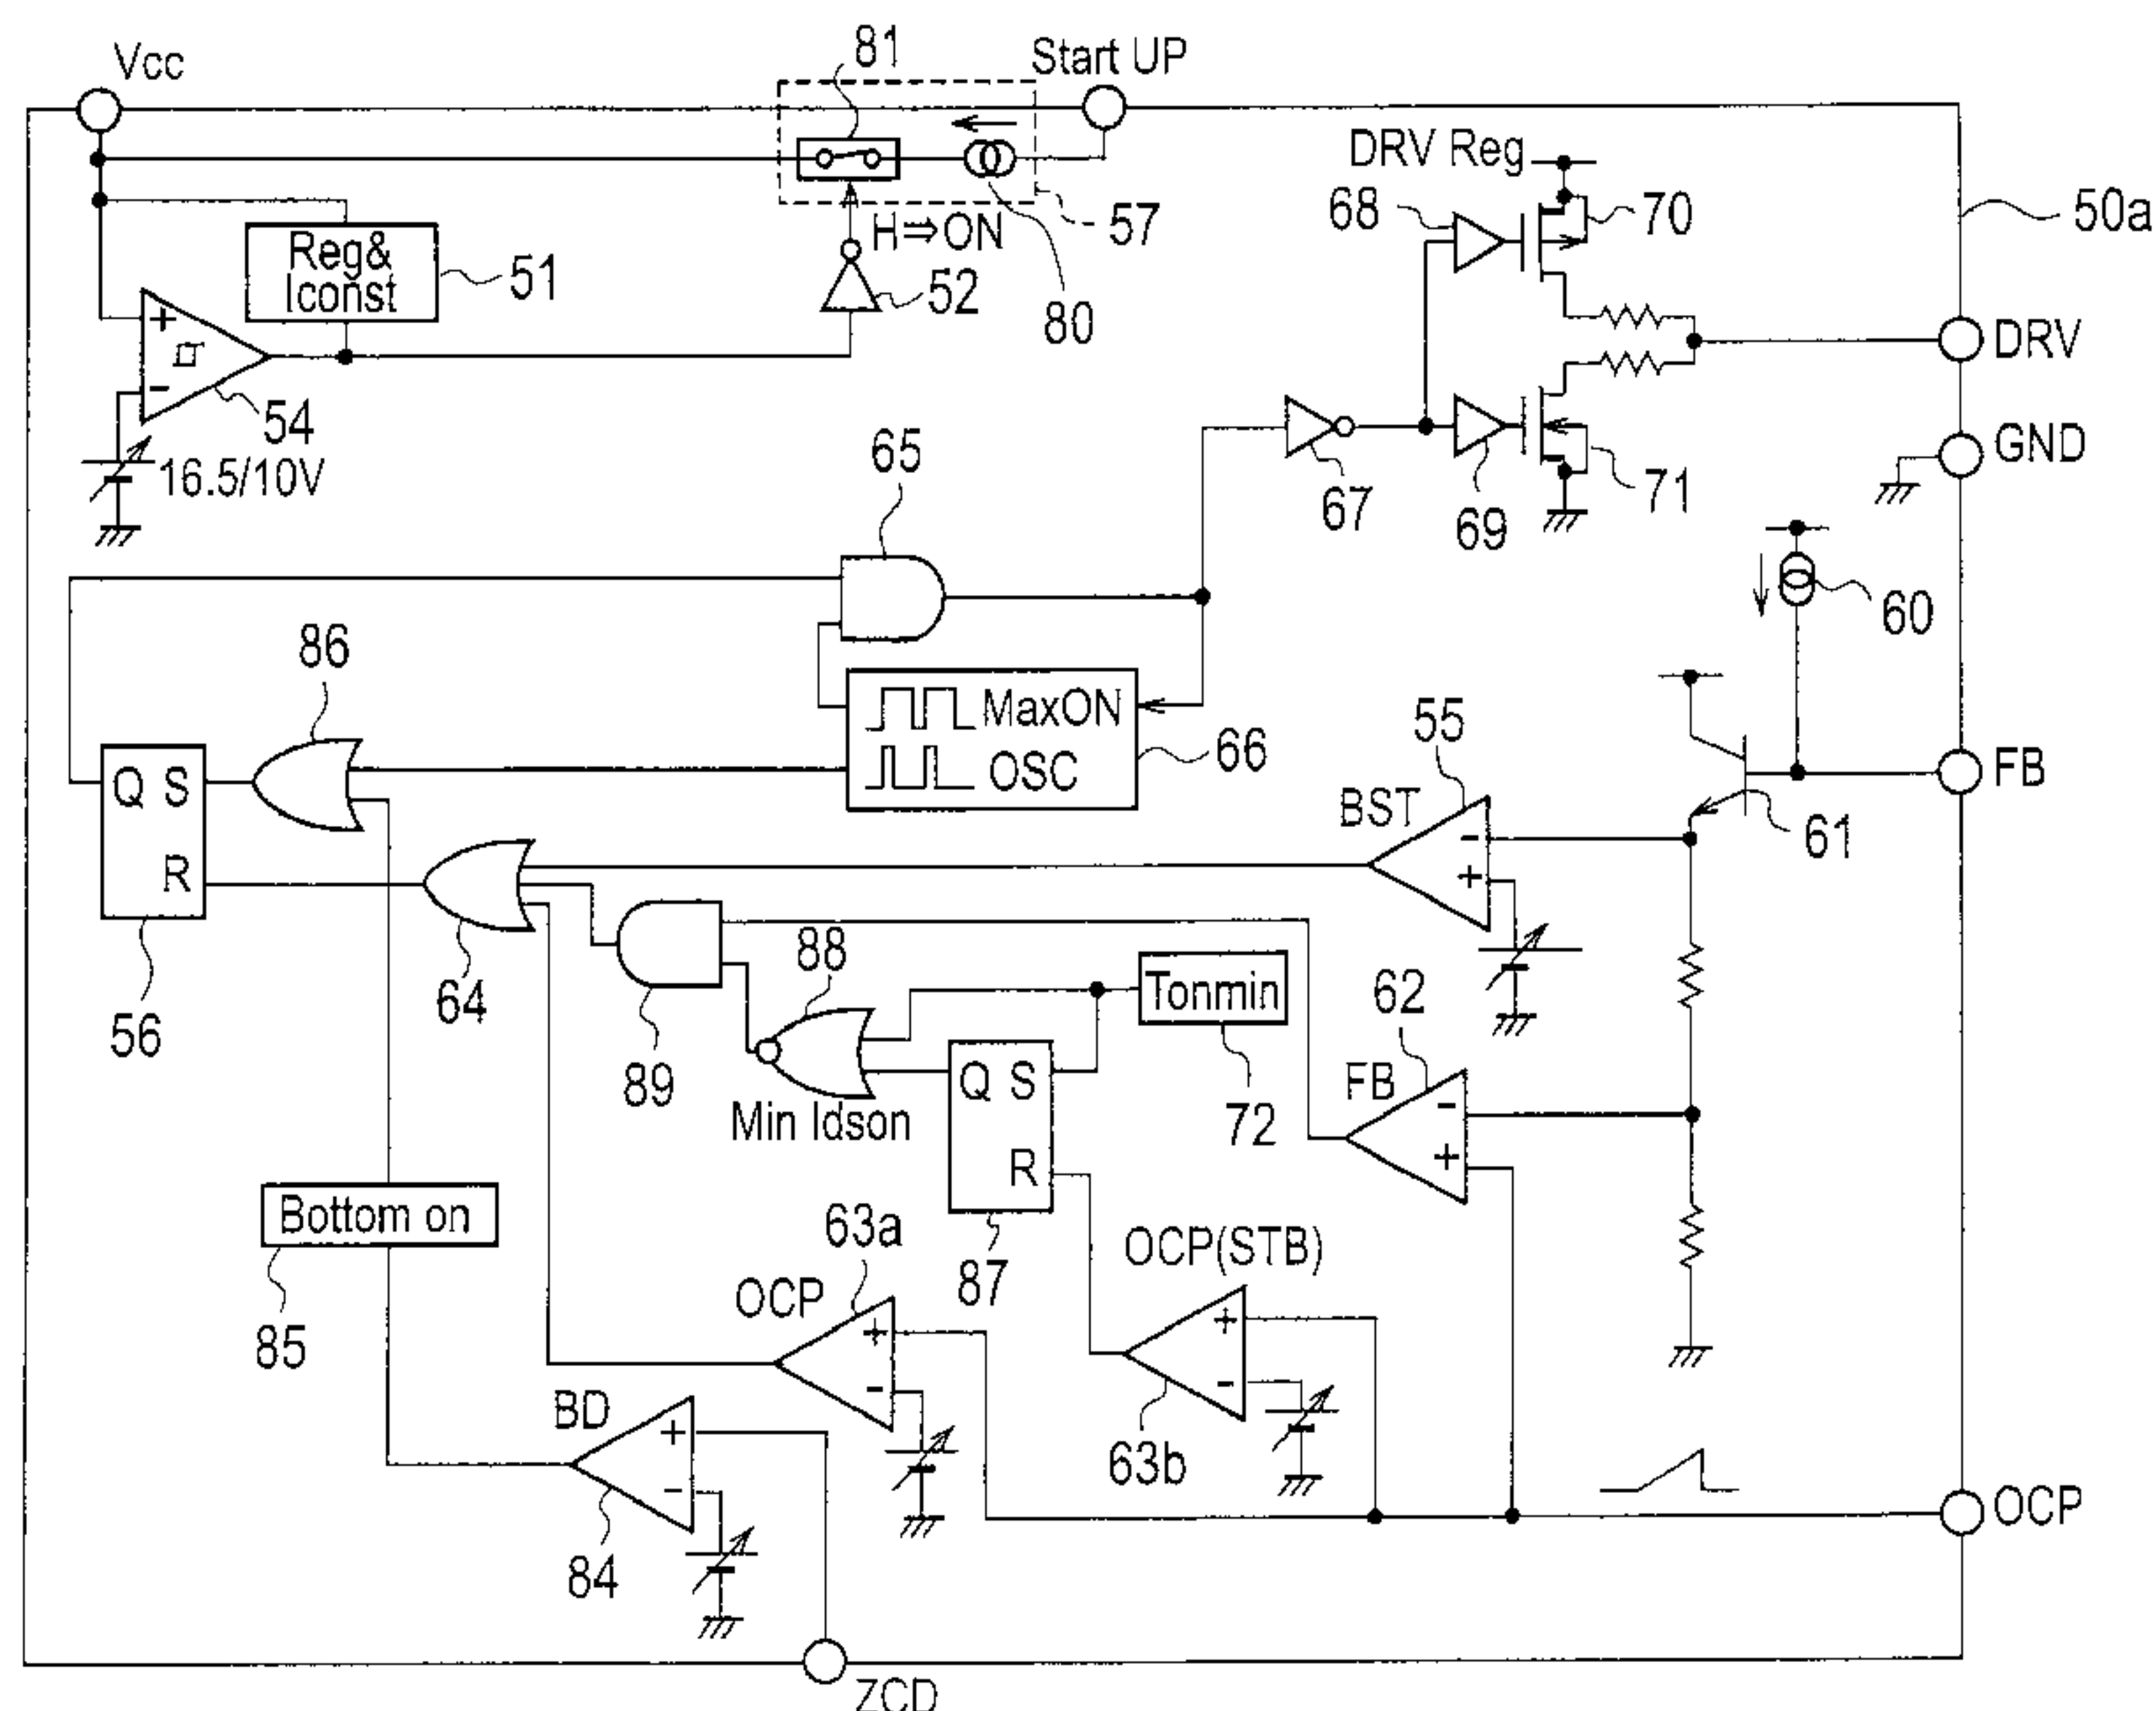 Vcc
81
Start UP
DRV Reg
68
70
50a
Reg&
Iconst
51
H⇒ON
52
57
80
DRV
+
-
54
16.5/10V
65
67
69
71
GND
60
86
MaxON
OSC
66
55
FB
Q S
R
56
BST
-
+
61
64
88
Tonmin
62
89
Min Idson
Q S
R
72
FB
-
+
Bottom on
85
63a
87
OCP(STB)
OCP
+
-
+
-
63b
BD
+
-
84
OCP
ZCD